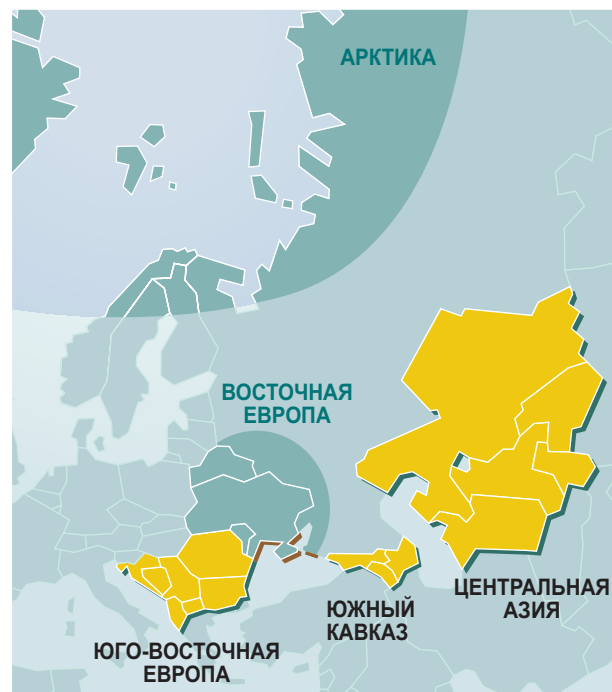 АРКТИКА
ВОСТОЧНАЯ
ЕВРОПА
ЦЕНТРАЛЬНАЯ
АЗИЯ
ЮЖНЫЙ
КАВКАЗ
ЮГО-ВОСТОЧНАЯ
ЕВРОПА